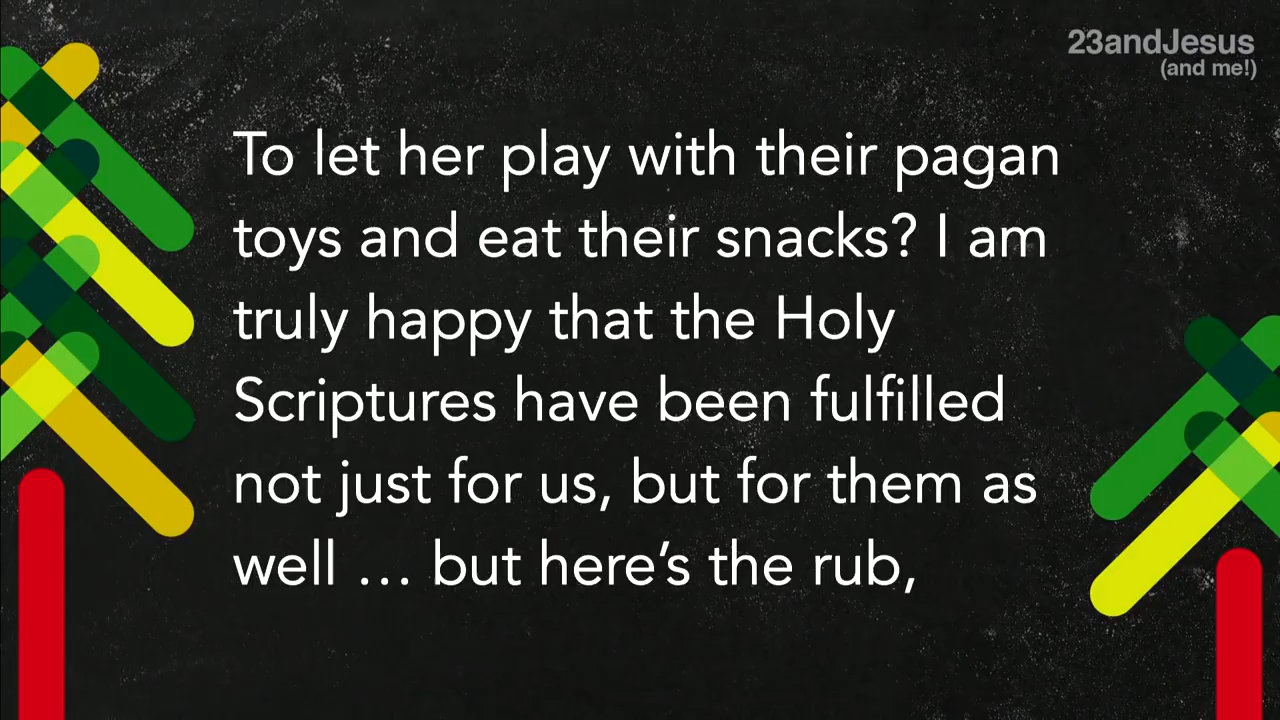 23andJesus
(and me!)
To let her play with their pagan
toys and eat their snacks? I am
truly happy that the Holy
Scriptures have been fulfilled
not just for us, but for them as
well … but here’s the rub,